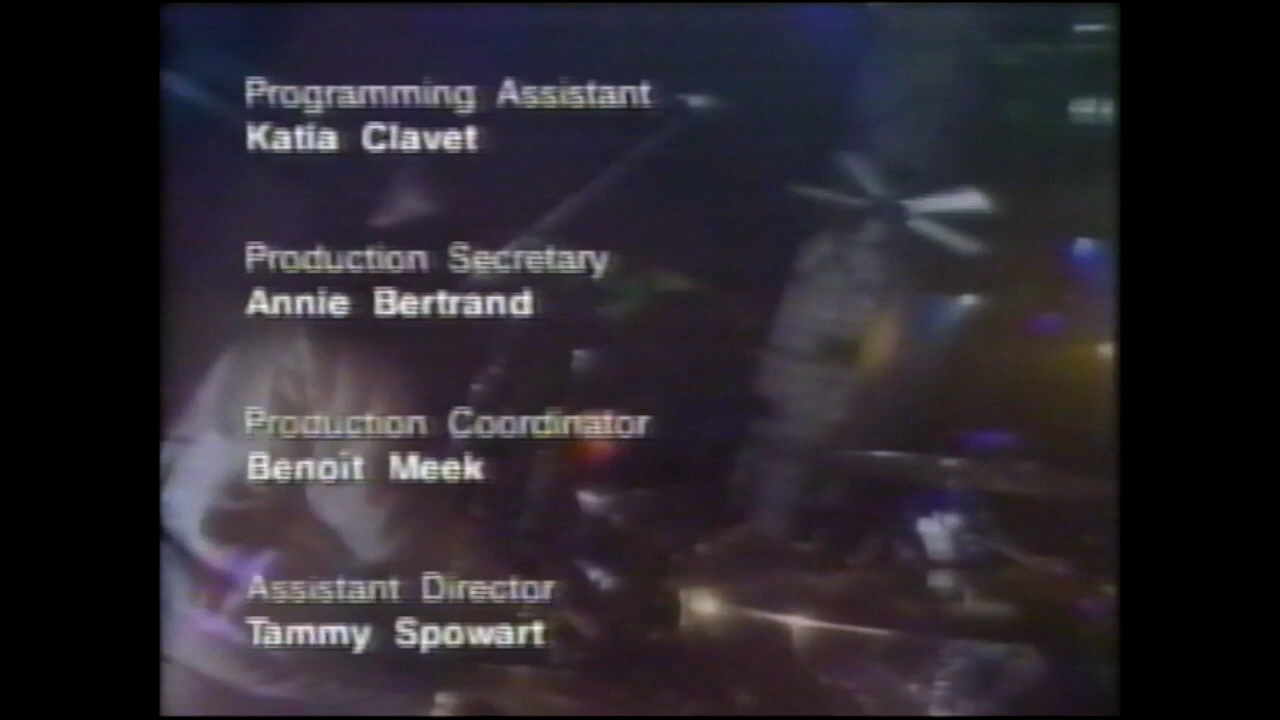 Programming Assistant
Katia Clavet
Production Secretary
Annie Bertrand
Production Coordinator
Benoit Meek
Assistant Director
Tammy Spowart